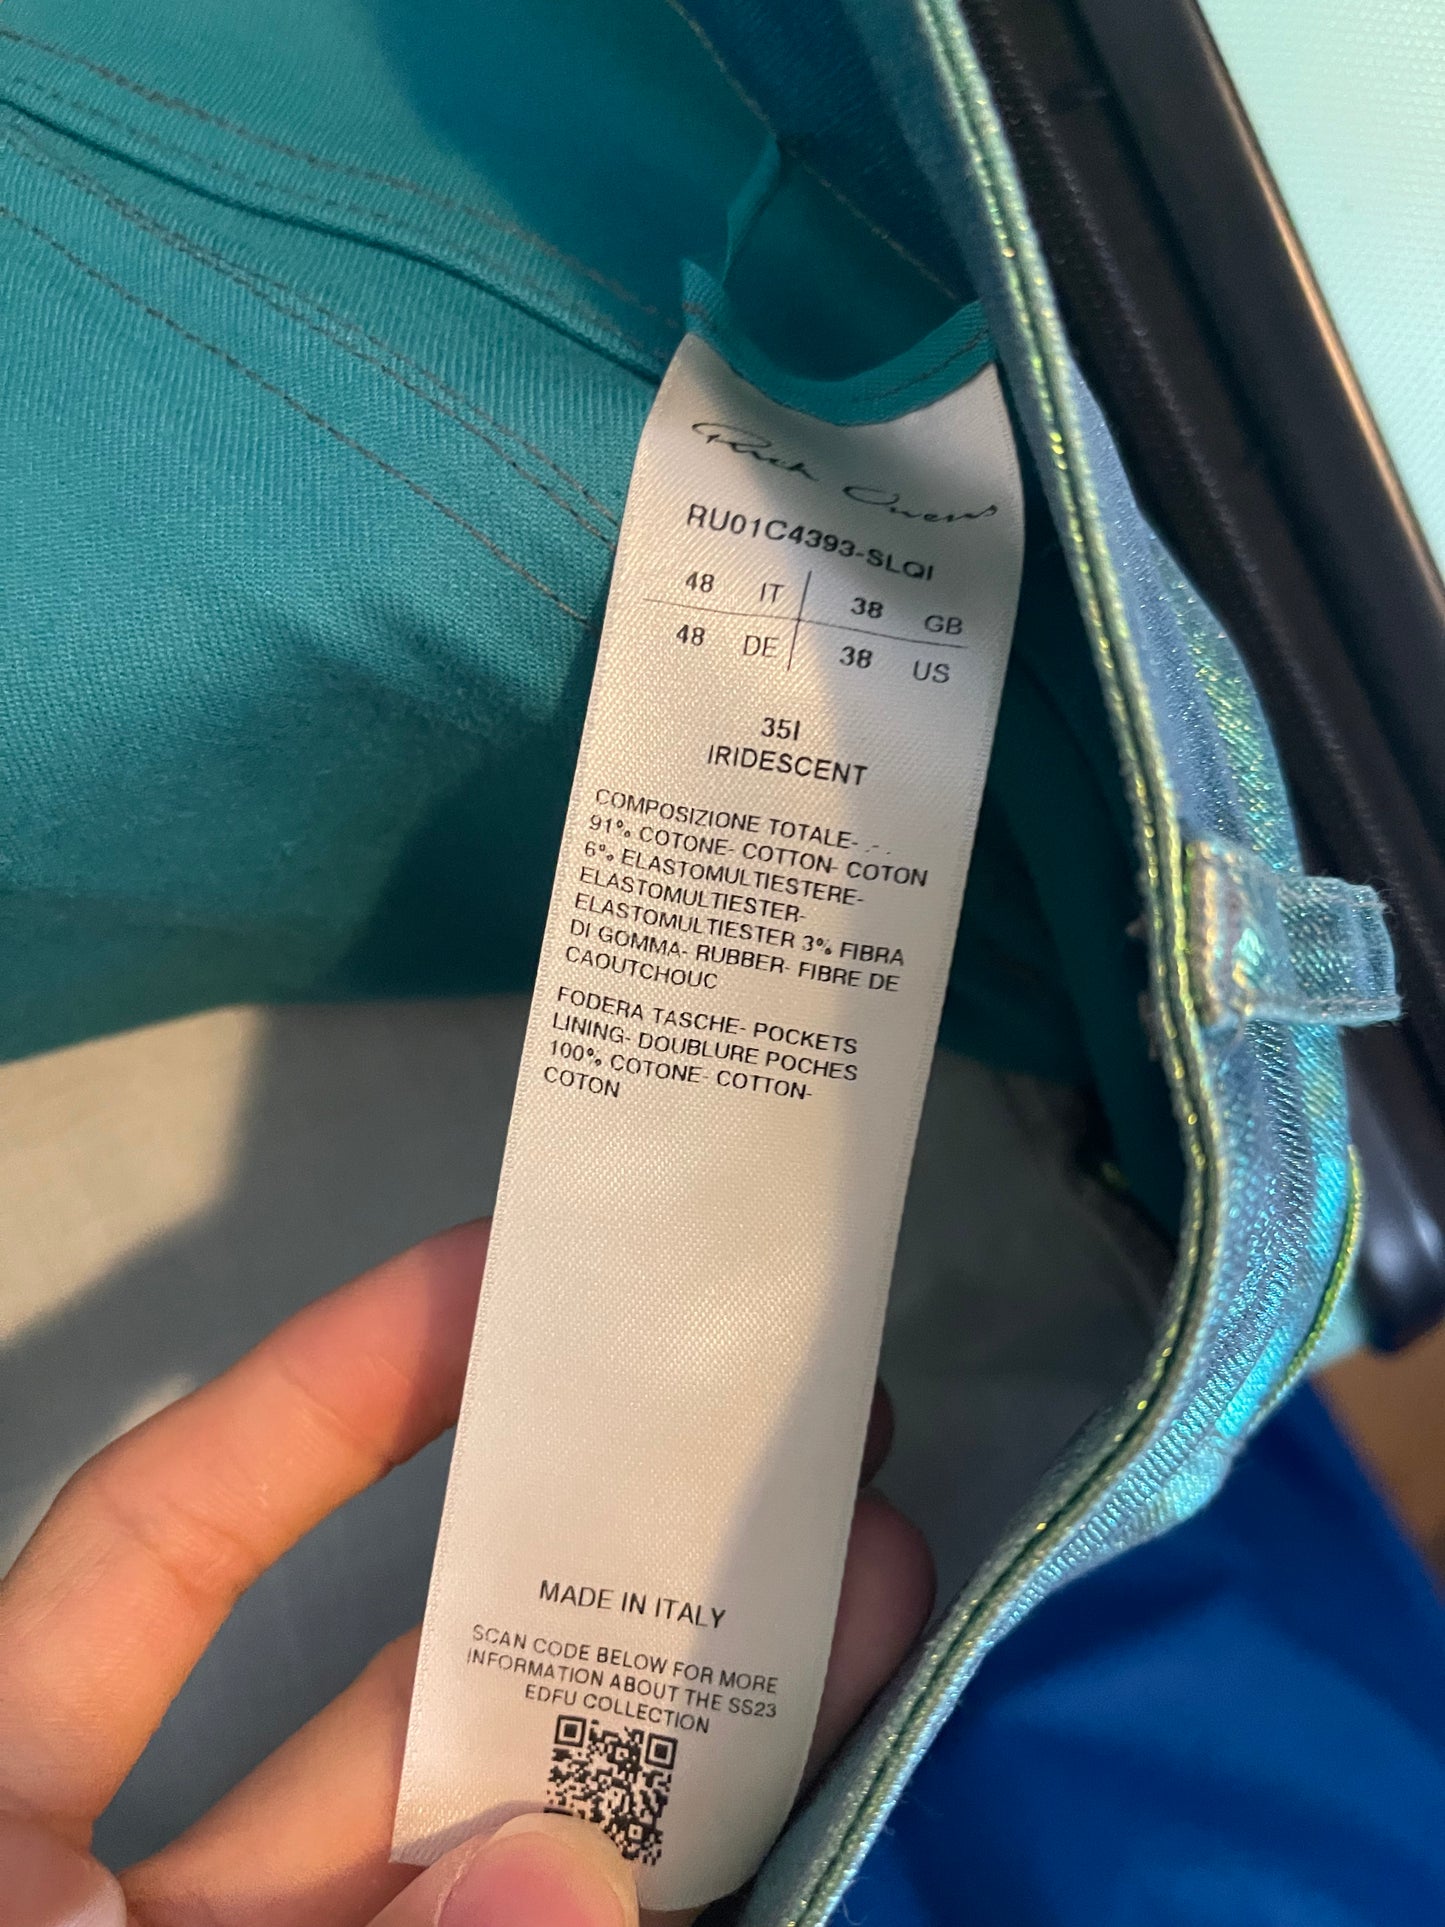 Rick Owens
RU01C4393-SLQI
48 IT 38 GB
48 DE 38 US
35I
IRIDESCENT
COMPOSIZIONE TOTALE- - -
91% COTONE- COTTON- COTON
6% ELASTOMULTIESTERE-
ELASTOMULTIESTER-
ELASTOMULTIESTER 3% FIBRA
DI GOMMA- RUBBER- FIBRE DE
CAOUTCHOUC
FODERA TASCHE- POCKETS
LINING- DOUBLURE POCHES
100% COTONE- COTTON-
COTON
MADE IN ITALY
SCAN CODE BELOW FOR MORE
INFORMATION ABOUT THE SS23
EDFU COLLECTION